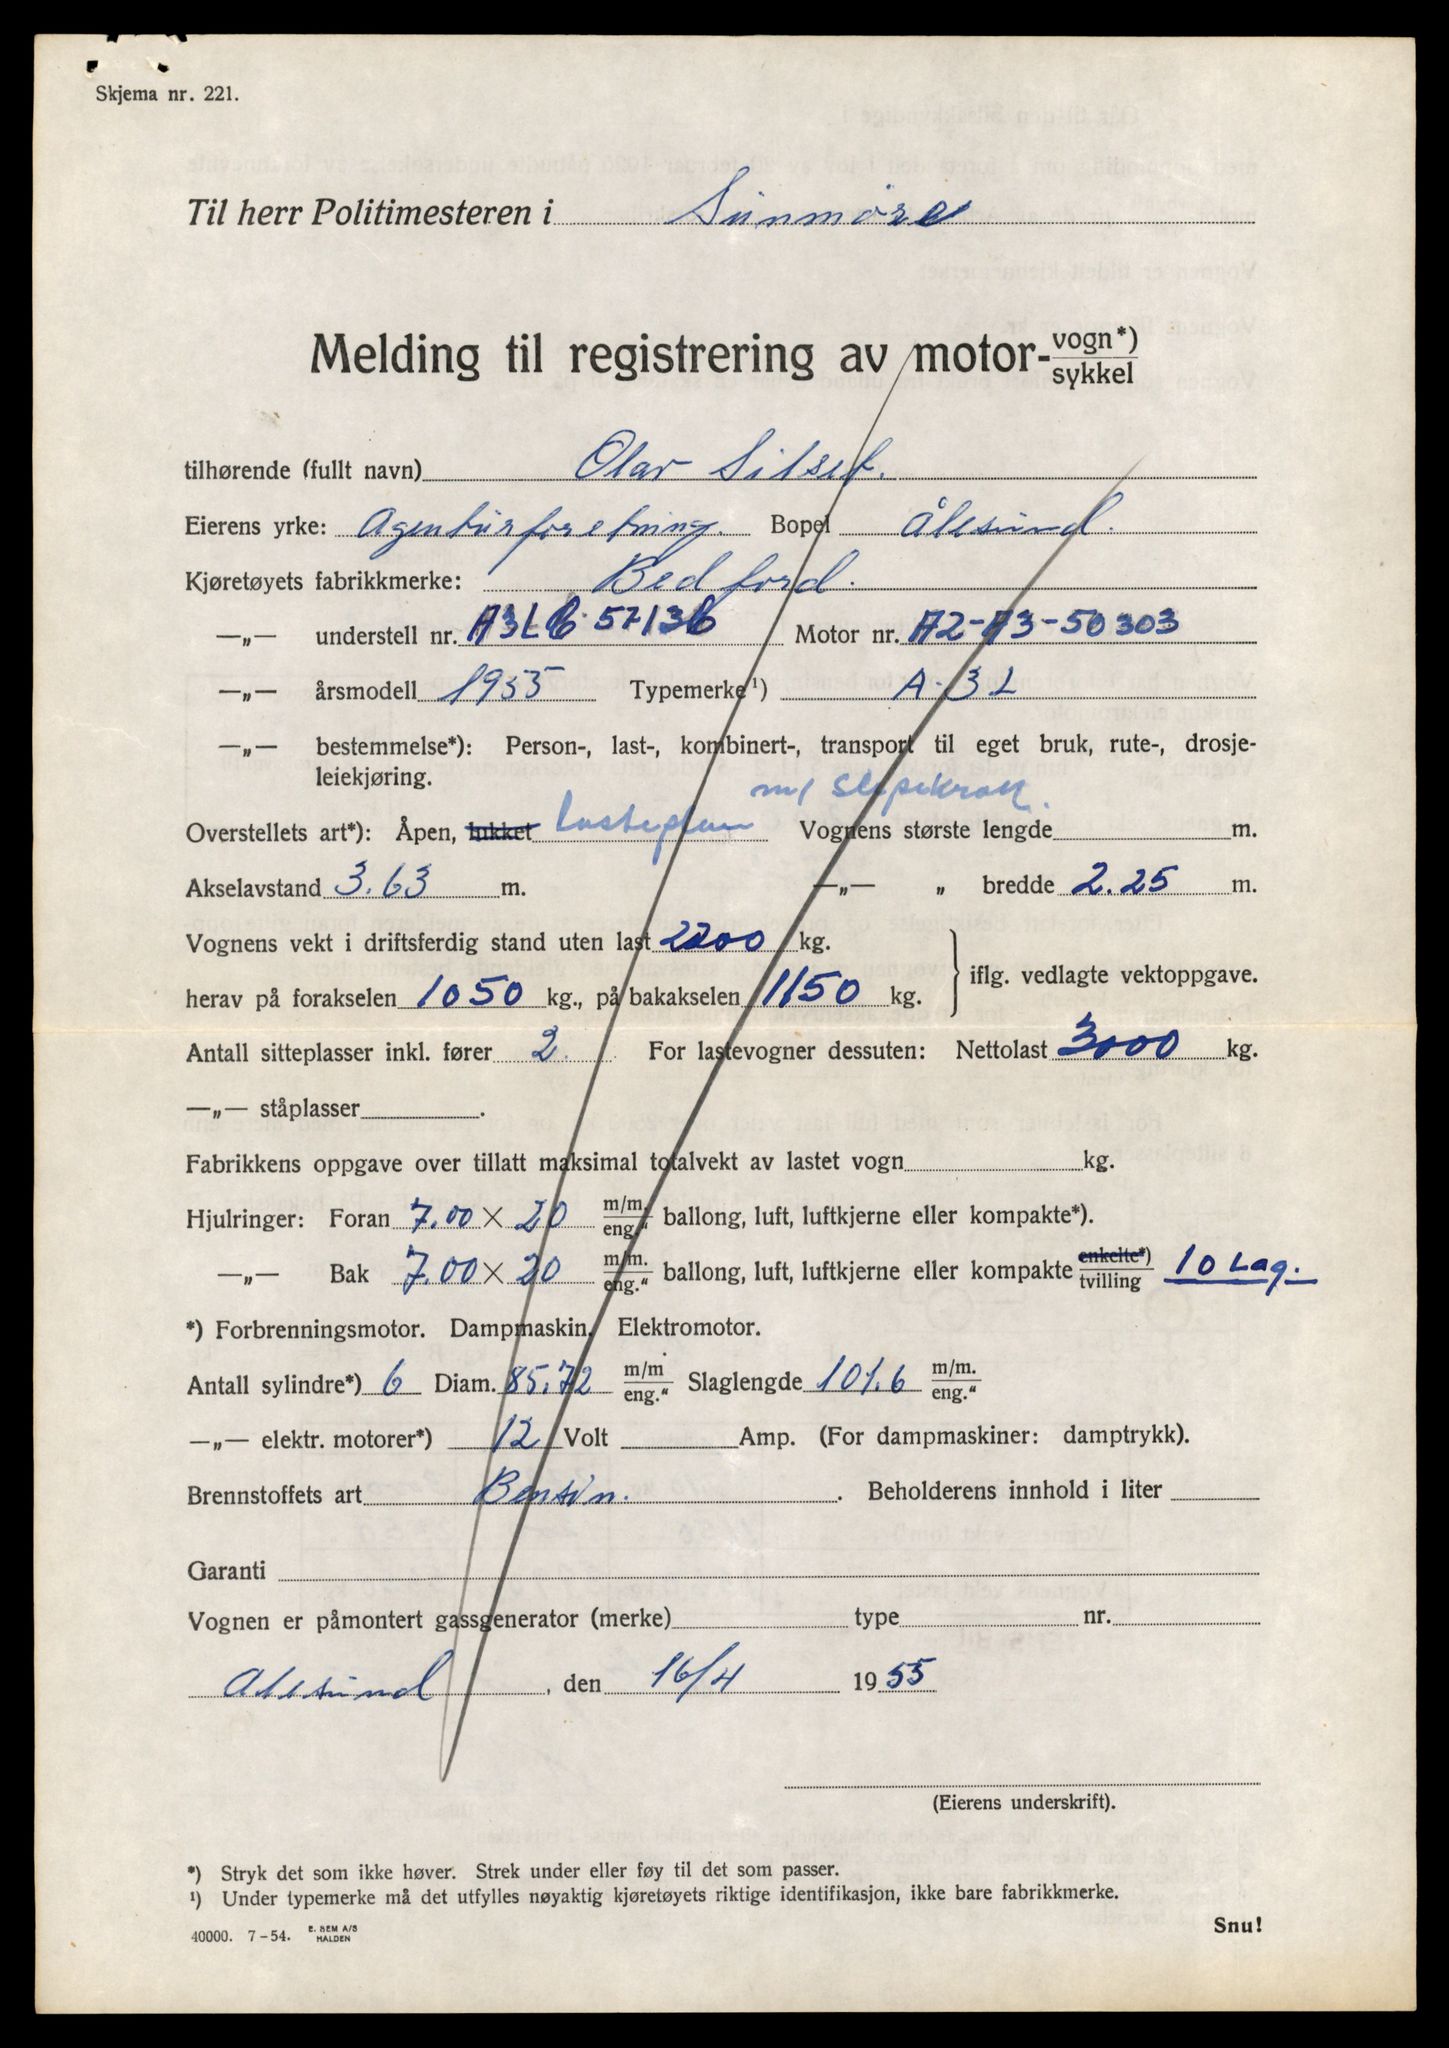 Skjema nr. 221.
Til herr Politimesteren i Sunmøre
Melding til registrering av motor- vogn*) sykkel
tilhørende (fullt navn) Olav Silset.
Eierens yrke: Agenturforetning. Bopel Ålesund.
Kjøretøyets fabrikkmerke: Bedford.
—„— understell nr. Motor nr. A2-A3-50303
—„— årsmodell 1955 Typemerke¹) A-3L
—„— bestemmelse*): Person-, last-, kombinert-, transport til eget bruk, rute-, drosje-
leiekjøring.
m/ slepekrok.
Overstellets art*): Åpen, lukket Lasteplan Vognens største lengde m.
Akselavstand 3.63 m. —„— „ bredde 2.25 m.
Vognens vekt i driftsferdig stand uten last 2200 kg.
herav på forakselen 1050 kg., på bakakselen 1150 kg. } iflg. vedlagte vektoppgave.
Antall sitteplasser inkl. fører 2. For lastevogner dessuten: Nettolast 3000 kg.
—„— ståplasser .
Fabrikkens oppgave over tillatt maksimal totalvekt av lastet vogn kg.
Hjulringer: Foran 7.00 × 20 m/m. eng.“ ballong, luft, luftkjerne eller kompakte*).
—„— Bak 7.00 × 20 m/m. eng.“ ballong, luft, luftkjerne eller kompakte enkelte*) tvilling 10 Lag.
*) Forbrenningsmotor. Dampmaskin. Elektromotor.
Antall sylindre*) 6 Diam. 85.72 m/m eng.“ Slaglengde 101.6 m/m. eng.“
—„— elektr. motorer*) 12 Volt Amp. (For dampmaskiner: damptrykk).
Brennstoffets art Bensin. . Beholderens innhold i liter
Garanti
Vognen er påmontert gassgenerator (merke) type nr.
Alesund , den 16/4 1955
(Eierens underskrift).
*) Stryk det som ikke høver. Strek under eller føy til det som passer.
¹) Under typemerke må det utfylles nøyaktig kjøretøyets riktige identifikasjon, ikke bare fabrikkmerke.
40000. 7-54. E. SEM A/S HALDEN
Snu!